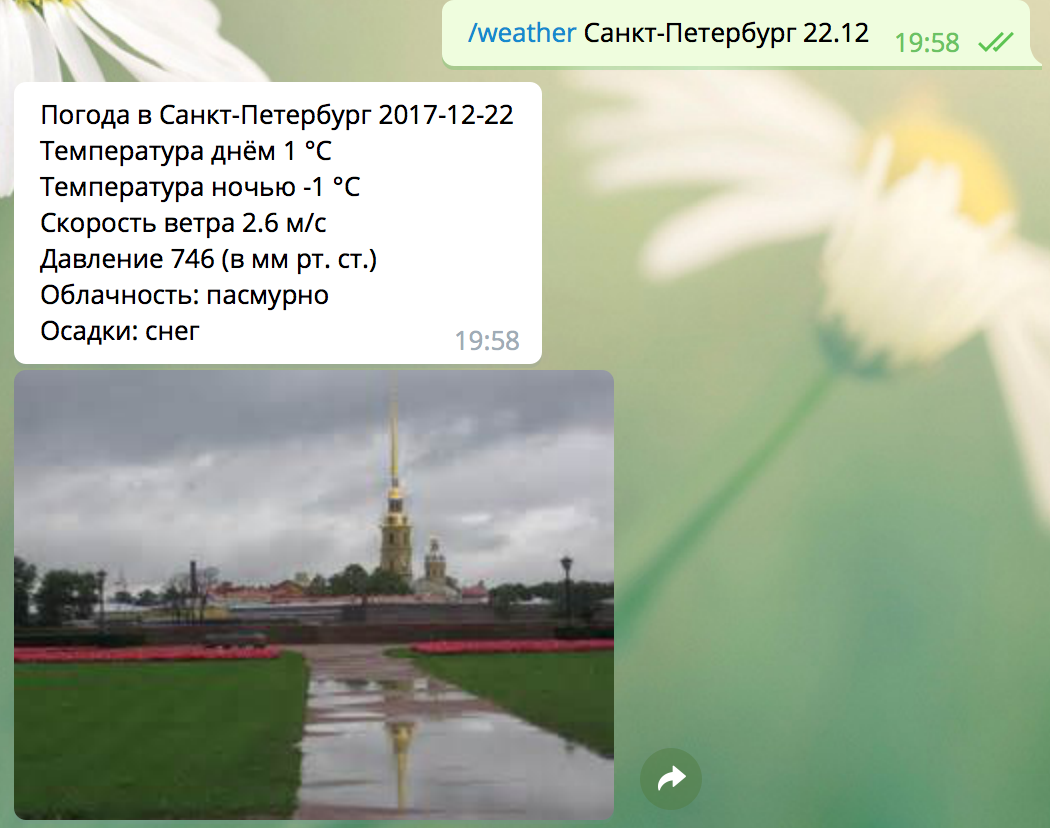 /weather Санкт-Петербург 22.12
19:58
Погода в Санкт-Петербург 2017-12-22
Температура днём 1 °C
Температура ночью -1 °C
Скорость ветра 2.6 м/с
Давление 746 (в мм рт. ст.)
Облачность: пасмурно
Осадки: снег
19:58